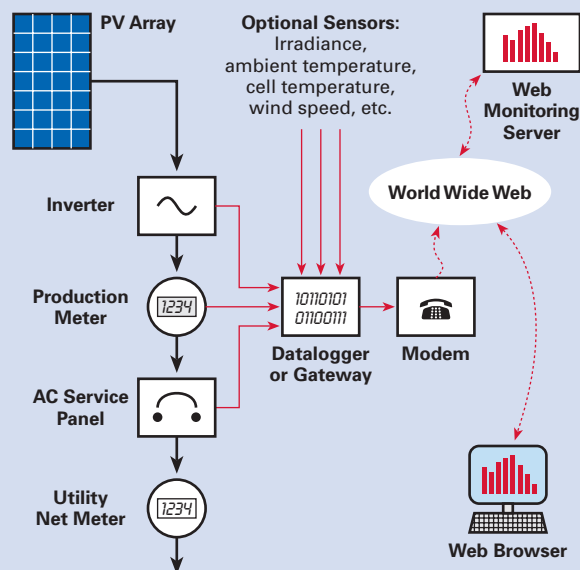 PV Array
Optional Sensors:
Irradiance,
ambient temperature,
cell temperature,
wind speed, etc.
Web
Monitoring
Server
World Wide Web
Inverter
Production
Meter
1234
10110101
01100111
Datalogger
or Gateway
Modem
AC Service
Panel
Utility
Net Meter
1234
Web Browser